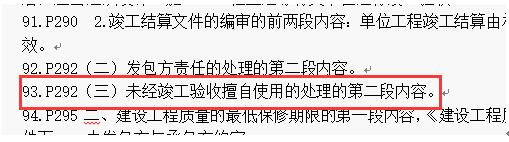 91.P290 2.竣工结算文件的编审的前两段内容：单位工程竣工结算由
效。
92.P292（二）发包方责任的处理的第二段内容。
93.P292（三）未经竣工验收擅自使用的处理的第二段内容。
94.P295 二、建设工程质量的最低保修期限的第一段内容，《建设工程